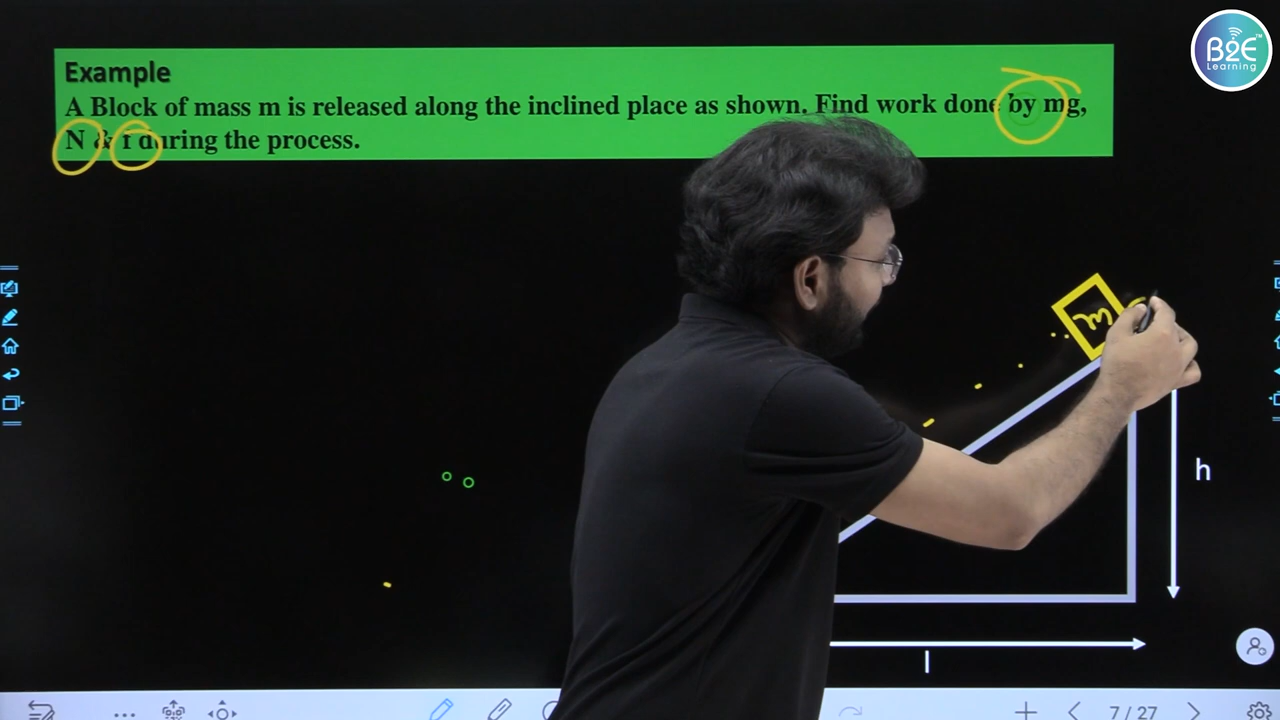 B2E
TM
Learning
Example
A Block of mass m is released along the inclined place as shown. Find work done by mg,
N & f during the process.
m
h
l
7 / 27